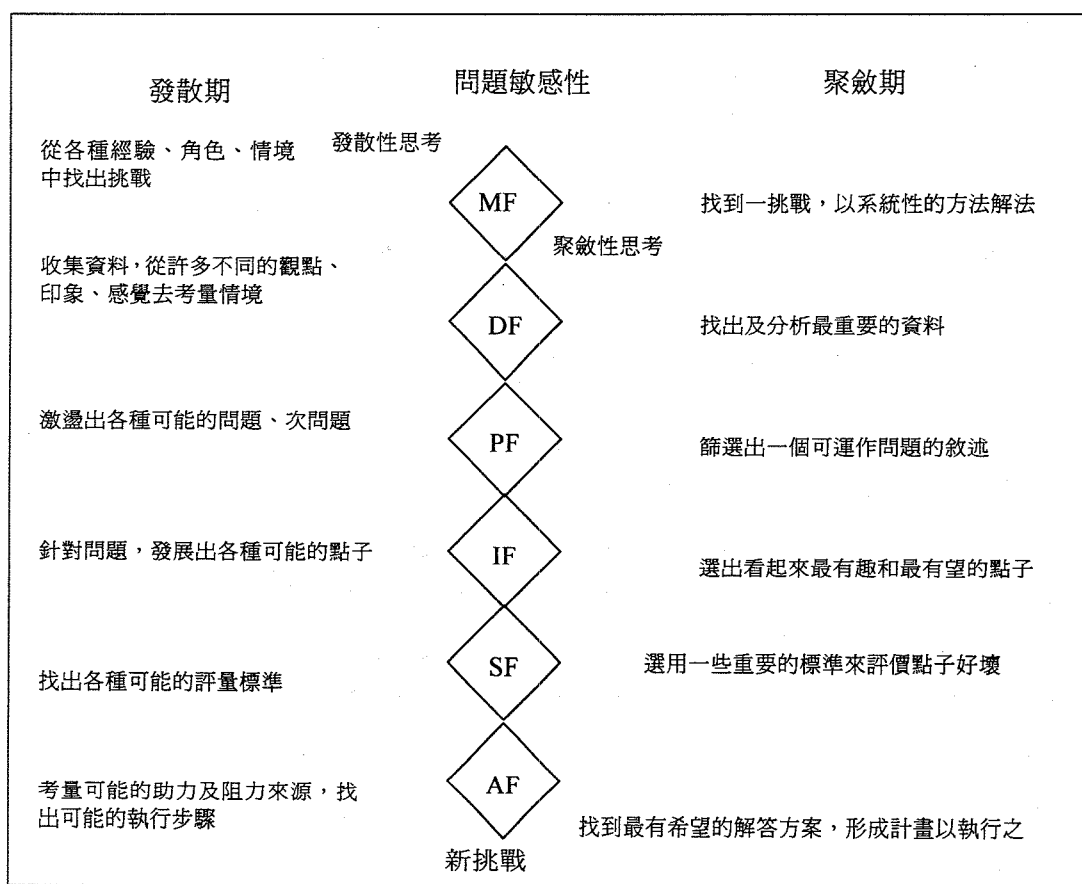 發散期
問題敏感性
聚斂期
從各種經驗、角色、情境
中找出挑戰
發散性思考
MF
找到一挑戰，以系統性的方法解法
聚斂性思考
收集資料，從許多不同的觀點、
印象、感覺去考量情境
DF
找出及分析最重要的資料
激盪出各種可能的問題、次問題
PF
篩選出一個可運作問題的敘述
針對問題，發展出各種可能的點子
IF
選出看起來最有趣和最有望的點子
找出各種可能的評量標準
SF
選用一些重要的標準來評價點子好壞
考量可能的助力及阻力來源，找
出可能的執行步驟
AF
找到最有希望的解答方案，形成計畫以執行之
新挑戰